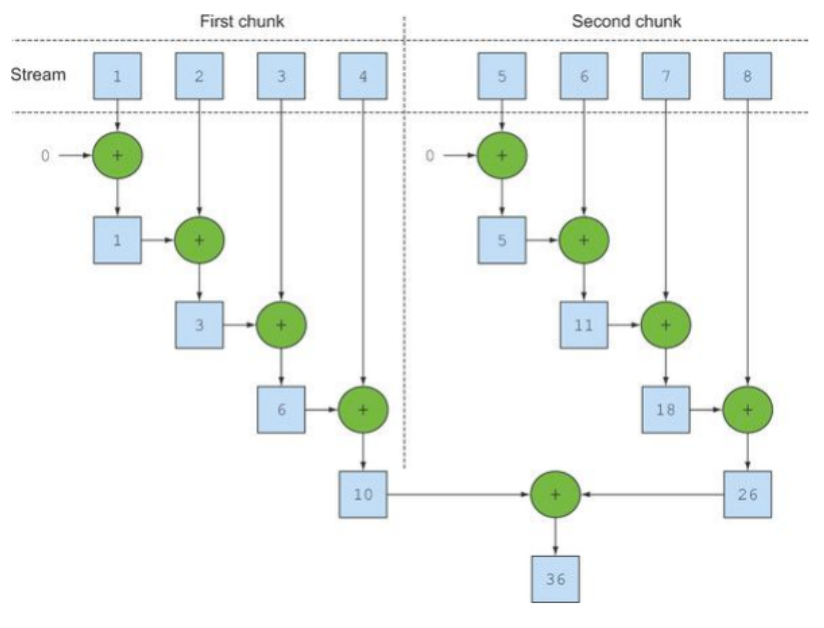 First chunk Second chunk
Stream 1 2 3 4 5 6 7 8
0 + 0 +
1 + 5 +
3 + 11 +
6 + 18 +
10 + 26
36